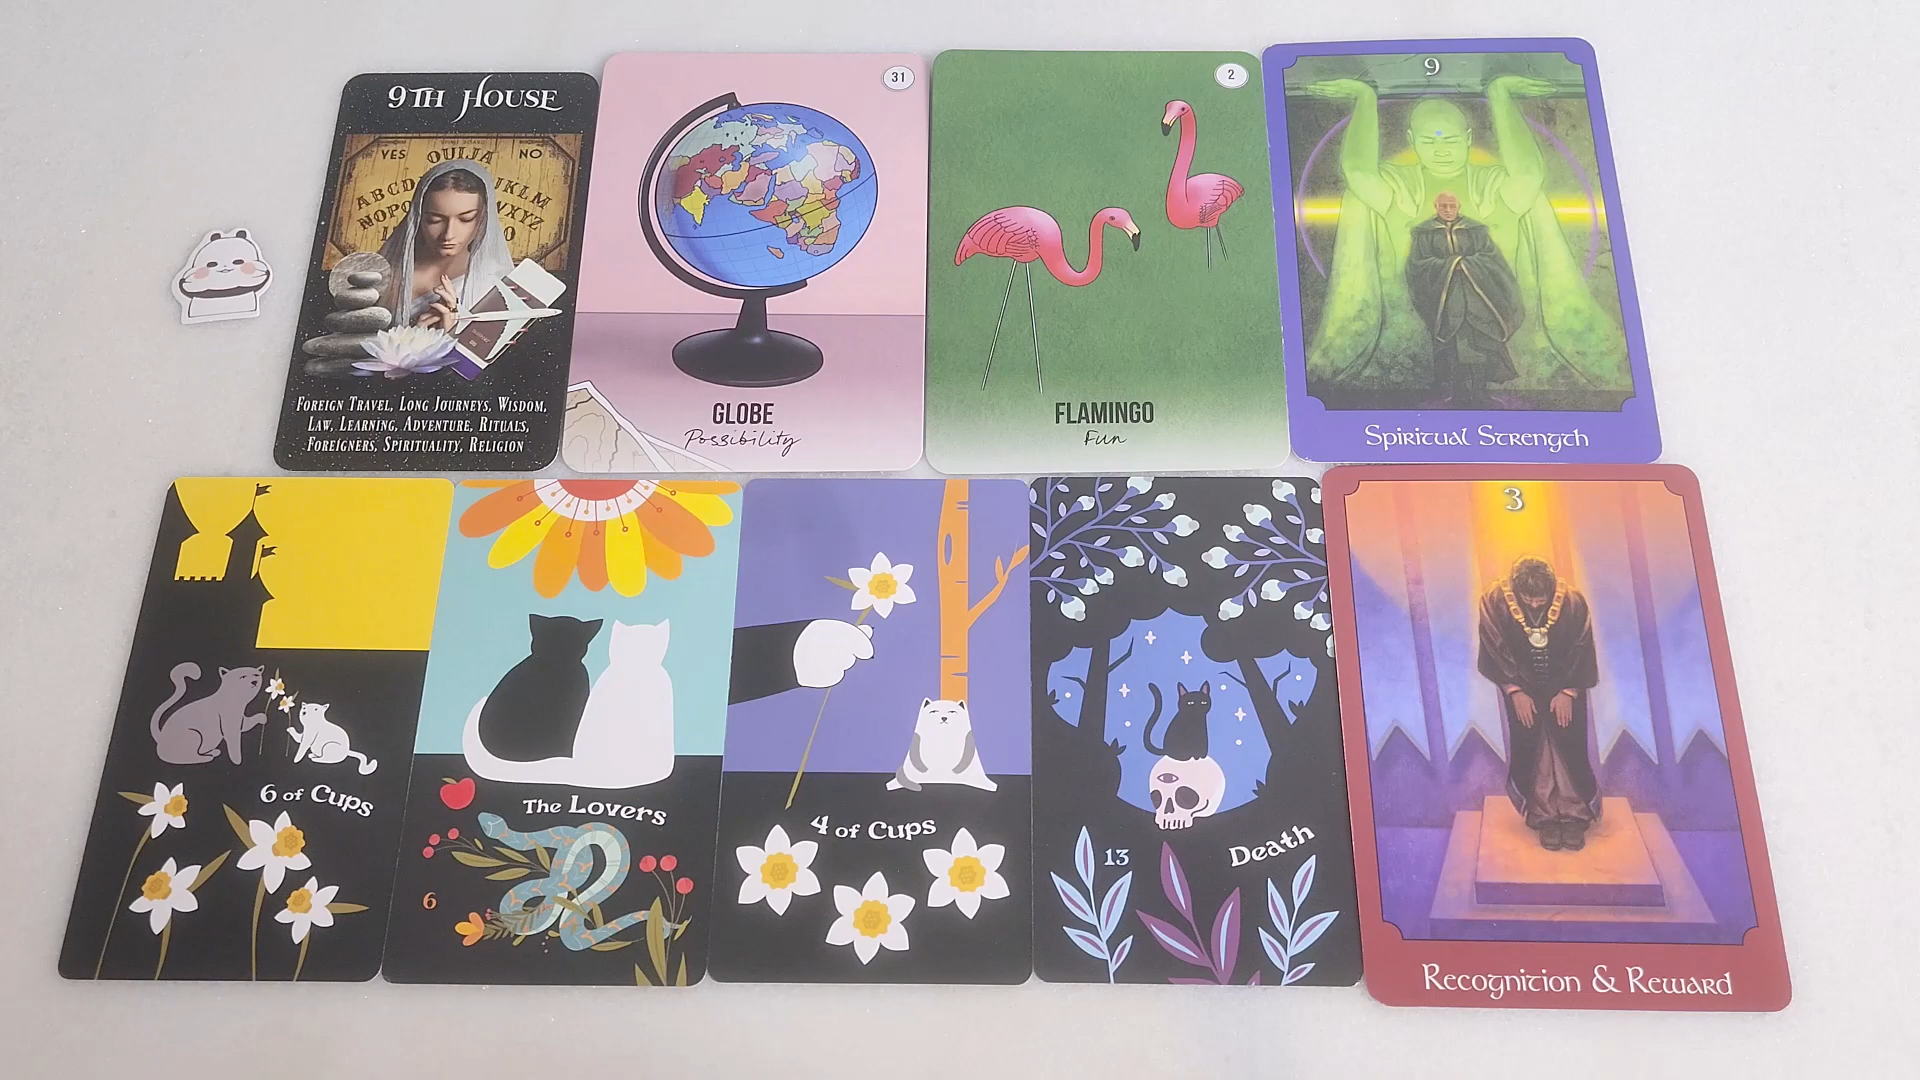 9TH HOUSE
YES OUIJA NO
ABCD JKLM
NOPQ WXYZ
FOREIGN TRAVEL, LONG JOURNEYS, WISDOM,
LAW, LEARNING, ADVENTURE, RITUALS,
FOREIGNERS, SPIRITUALITY, RELIGION
31
GLOBE
Possibility
2
FLAMINGO
Fun
9
Spiritual Strength
6 of Cups
The Lovers
6
4 of Cups
13
Death
3
Recognition & Reward